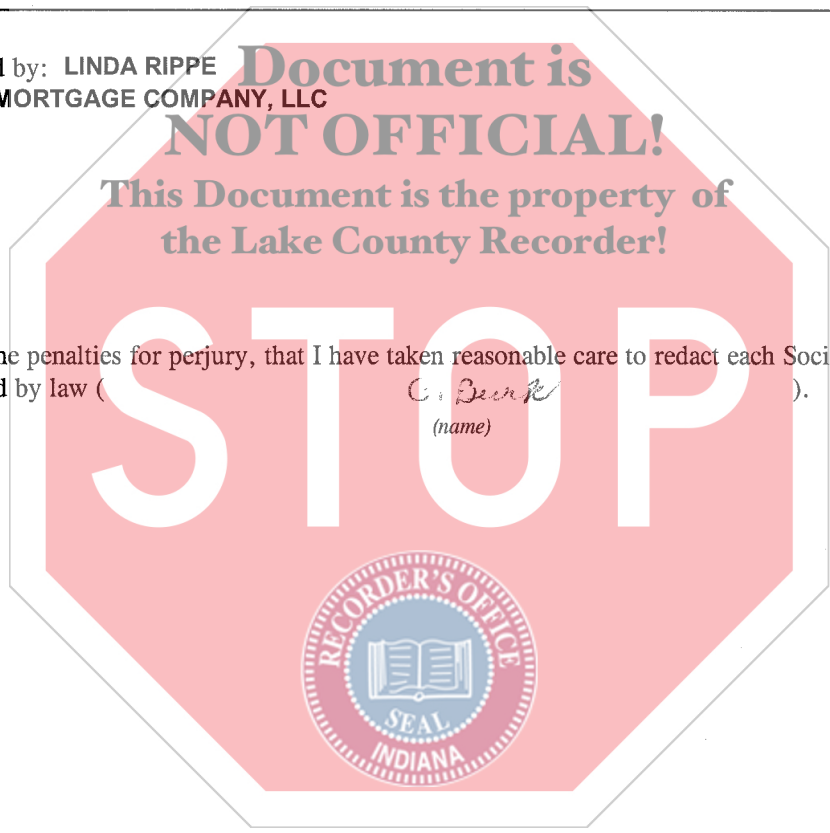 d by: LINDA RIPPE
MORTGAGE COMPANY, LLC
Document is
NOT OFFICIAL!
This Document is the property of
the Lake County Recorder!
STOP
he penalties for perjury, that I have taken reasonable care to redact each Soci
d by law ( C. Burk ).
(name)
RECORDER'S OFFICE
SEAL
INDIANA